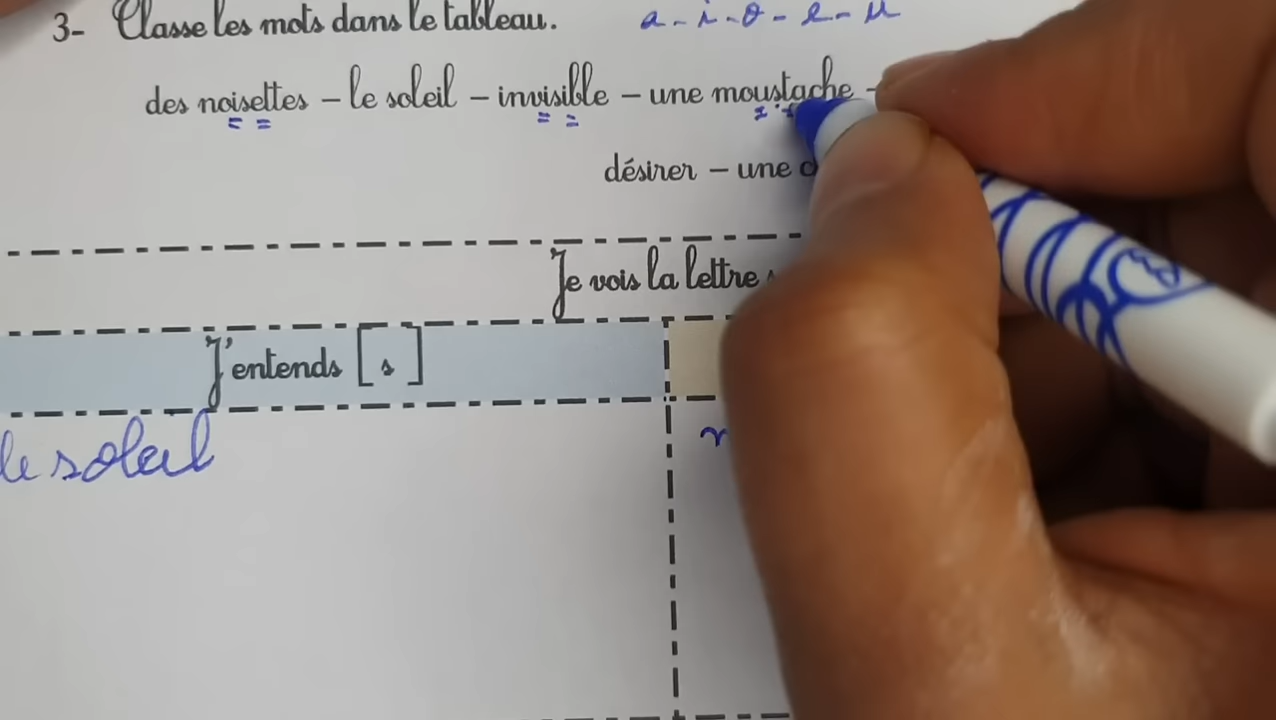 3- Classe les mots dans le tableau. a - i - o - e - u
des noisettes – le soleil – invisible – une moustache –
désirer – une
Je vois la lettre
J'entends [s]
le soleil